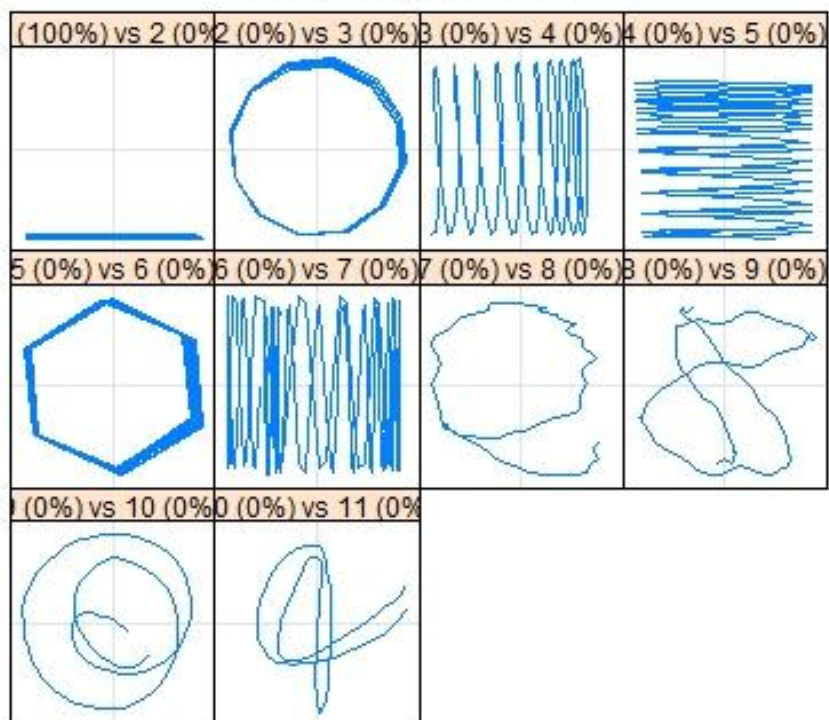 (100%) vs 2 (0%
2 (0%) vs 3 (0%)
3 (0%) vs 4 (0%)
4 (0%) vs 5 (0%)
5 (0%) vs 6 (0%)
6 (0%) vs 7 (0%)
7 (0%) vs 8 (0%)
8 (0%) vs 9 (0%)
(0%) vs 10 (0%)
0 (0%) vs 11 (0%